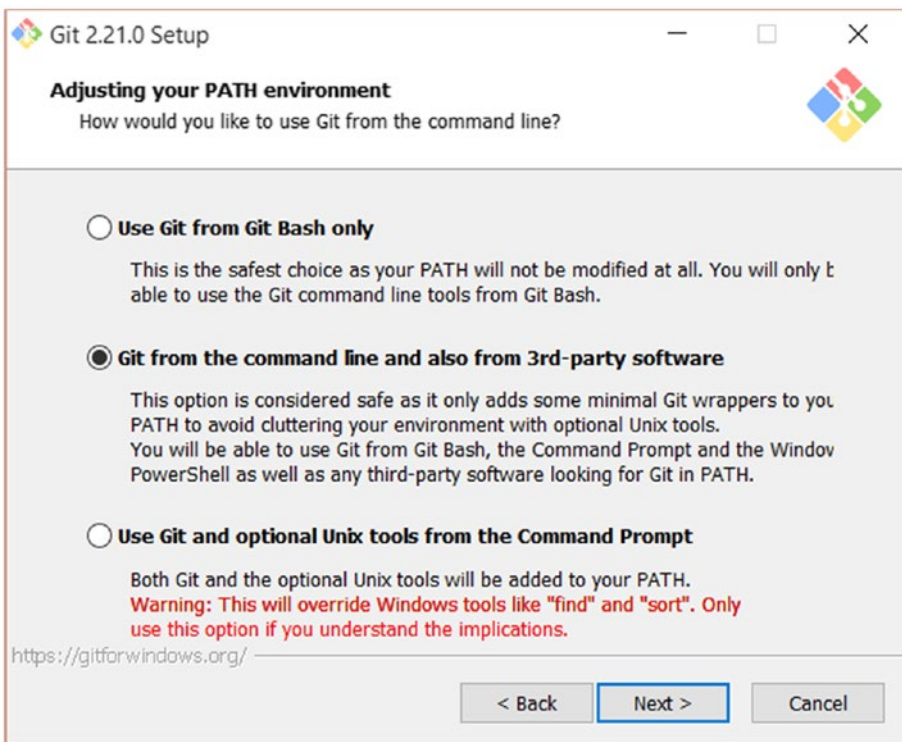 Git 2.21.0 Setup
Adjusting your PATH environment
How would you like to use Git from the command line?
Use Git from Git Bash only
This is the safest choice as your PATH will not be modified at all. You will only b
able to use the Git command line tools from Git Bash.
Git from the command line and also from 3rd-party software
This option is considered safe as it only adds some minimal Git wrappers to you
PATH to avoid cluttering your environment with optional Unix tools.
You will be able to use Git from Git Bash, the Command Prompt and the Window
PowerShell as well as any third-party software looking for Git in PATH.
Use Git and optional Unix tools from the Command Prompt
Both Git and the optional Unix tools will be added to your PATH.
Warning: This will override Windows tools like "find" and "sort". Only
use this option if you understand the implications.
https://gitforwindows.org/
< Back Next > Cancel